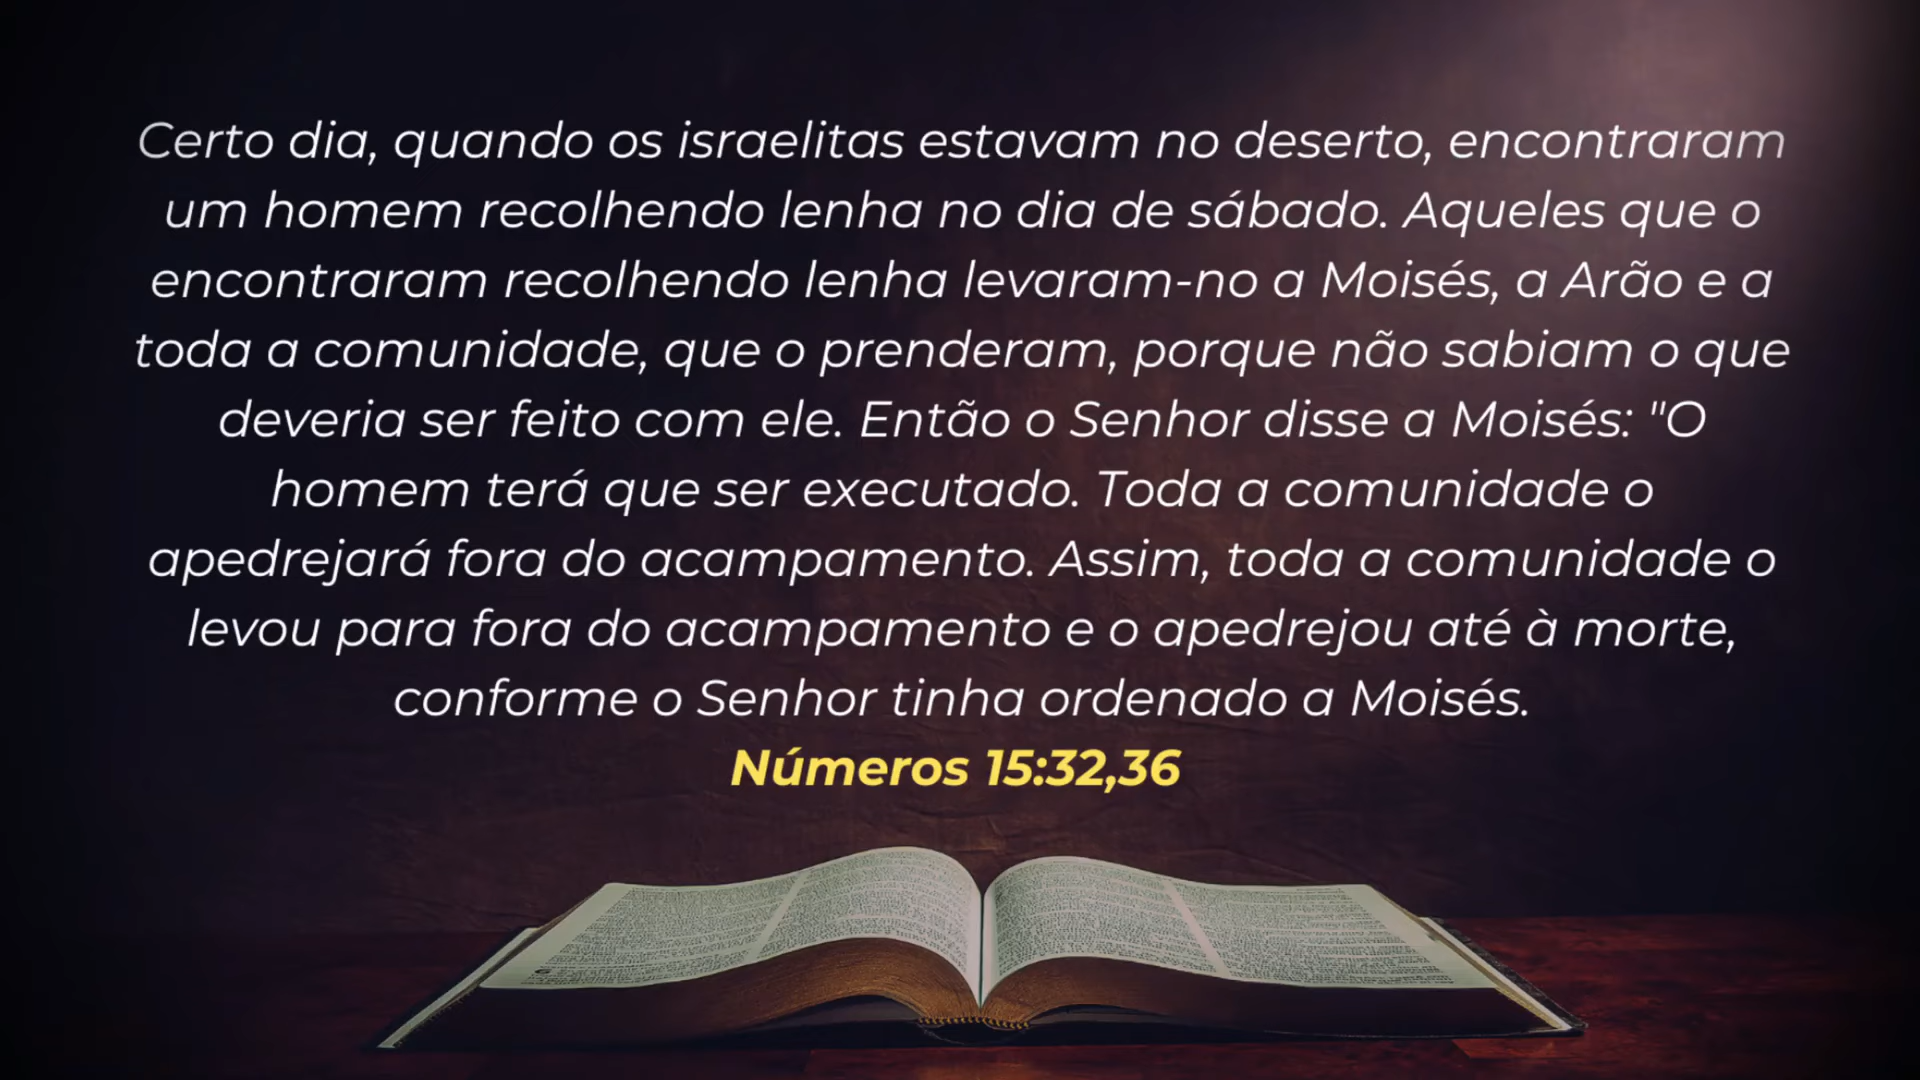 Certo dia, quando os israelitas estavam no deserto, encontraram
um homem recolhendo lenha no dia de sábado. Aqueles que o
encontraram recolhendo lenha levaram-no a Moisés, a Arão e a
toda a comunidade, que o prenderam, porque não sabiam o que
deveria ser feito com ele. Então o Senhor disse a Moisés: "O
homem terá que ser executado. Toda a comunidade o
apedrejará fora do acampamento. Assim, toda a comunidade o
levou para fora do acampamento e o apedrejou até à morte,
conforme o Senhor tinha ordenado a Moisés.
Números 15:32,36